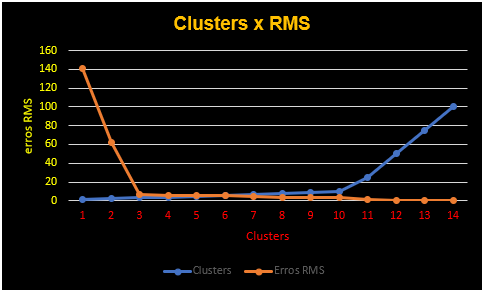 Clusters x RMS
160
140
120
100
80
60
40
20
0
erros RMS
1 2 3 4 5 6 7 8 9 10 11 12 13 14
Clusters
Clusters Erros RMS